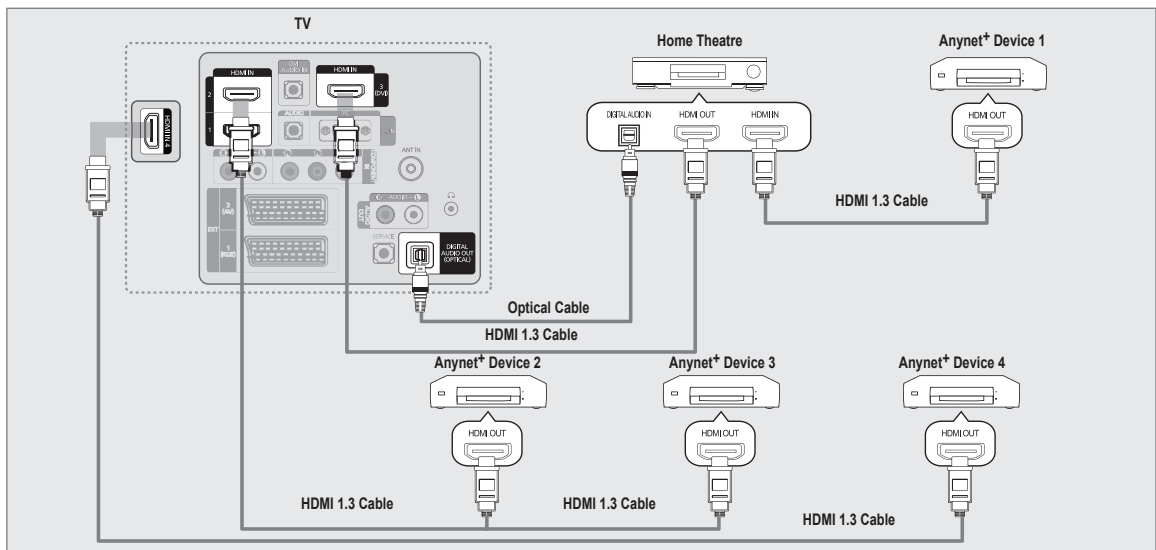 TV
Home Theatre
Anynet+ Device 1
HDMI IN
DVI
AUDIO IN
HDMI IN
2
3
(DVI)
1
HDMI IN 4
AUDIO
ANT IN
DIGITAL AUDIO IN
HDMI OUT
HDMI IN
HDMI OUT
HDMI 1.3 Cable
EXT
2
(AV)
1
(RGB)
R - AUDIO - L
AUDIO
OUT
SERVICE
DIGITAL
AUDIO OUT
(OPTICAL)
Optical Cable
HDMI 1.3 Cable
Anynet+ Device 2
Anynet+ Device 3
Anynet+ Device 4
HDMI OUT
HDMI OUT
HDMI OUT
HDMI 1.3 Cable
HDMI 1.3 Cable
HDMI 1.3 Cable